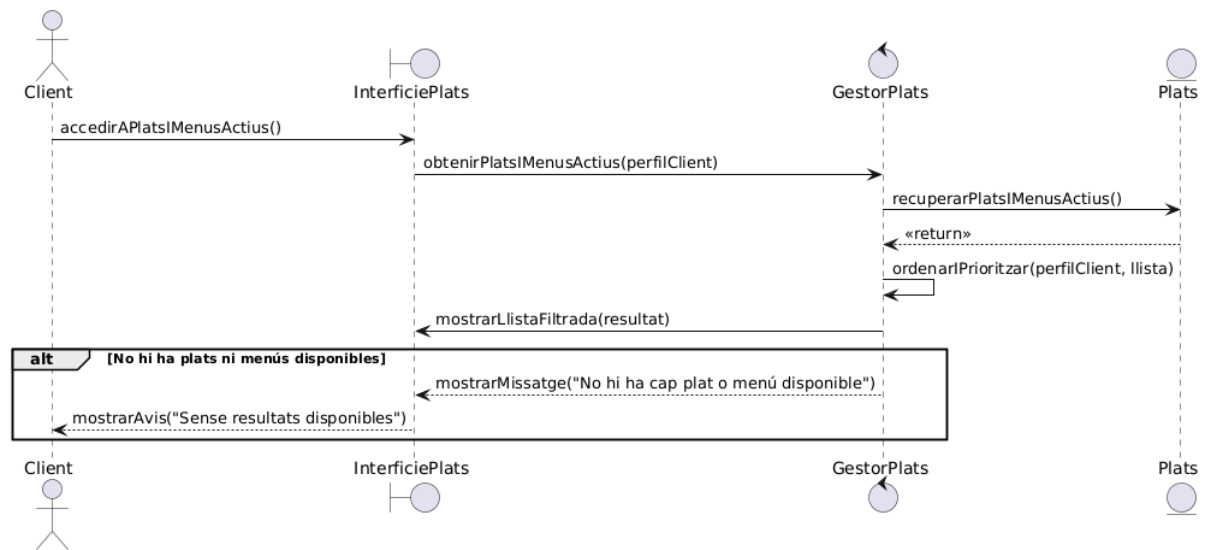 Client
InterficiePlats
GestorPlats
Plats
accedirAPlatsIMenusActius()
obtenirPlatsIMenusActius(perfilClient)
recuperarPlatsIMenusActius()
«return»
ordenarIPrioritzar(perfilClient, llista)
mostrarLlistaFiltrada(resultat)
alt [No hi ha plats ni menús disponibles]
mostrarMissatge("No hi ha cap plat o menú disponible")
mostrarAvis("Sense resultats disponibles")
Client
InterficiePlats
GestorPlats
Plats